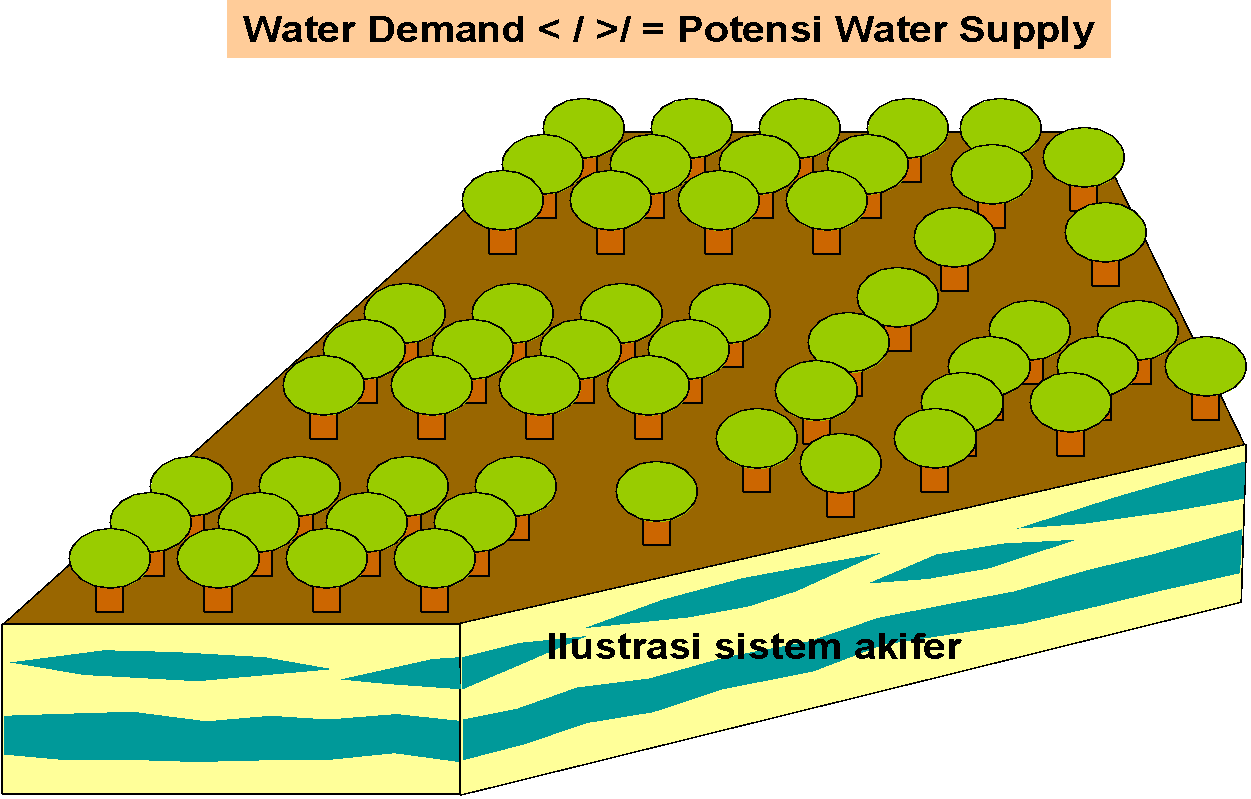 Water Demand < / >/ = Potensi Water Supply
Ilustrasi sistem akifer